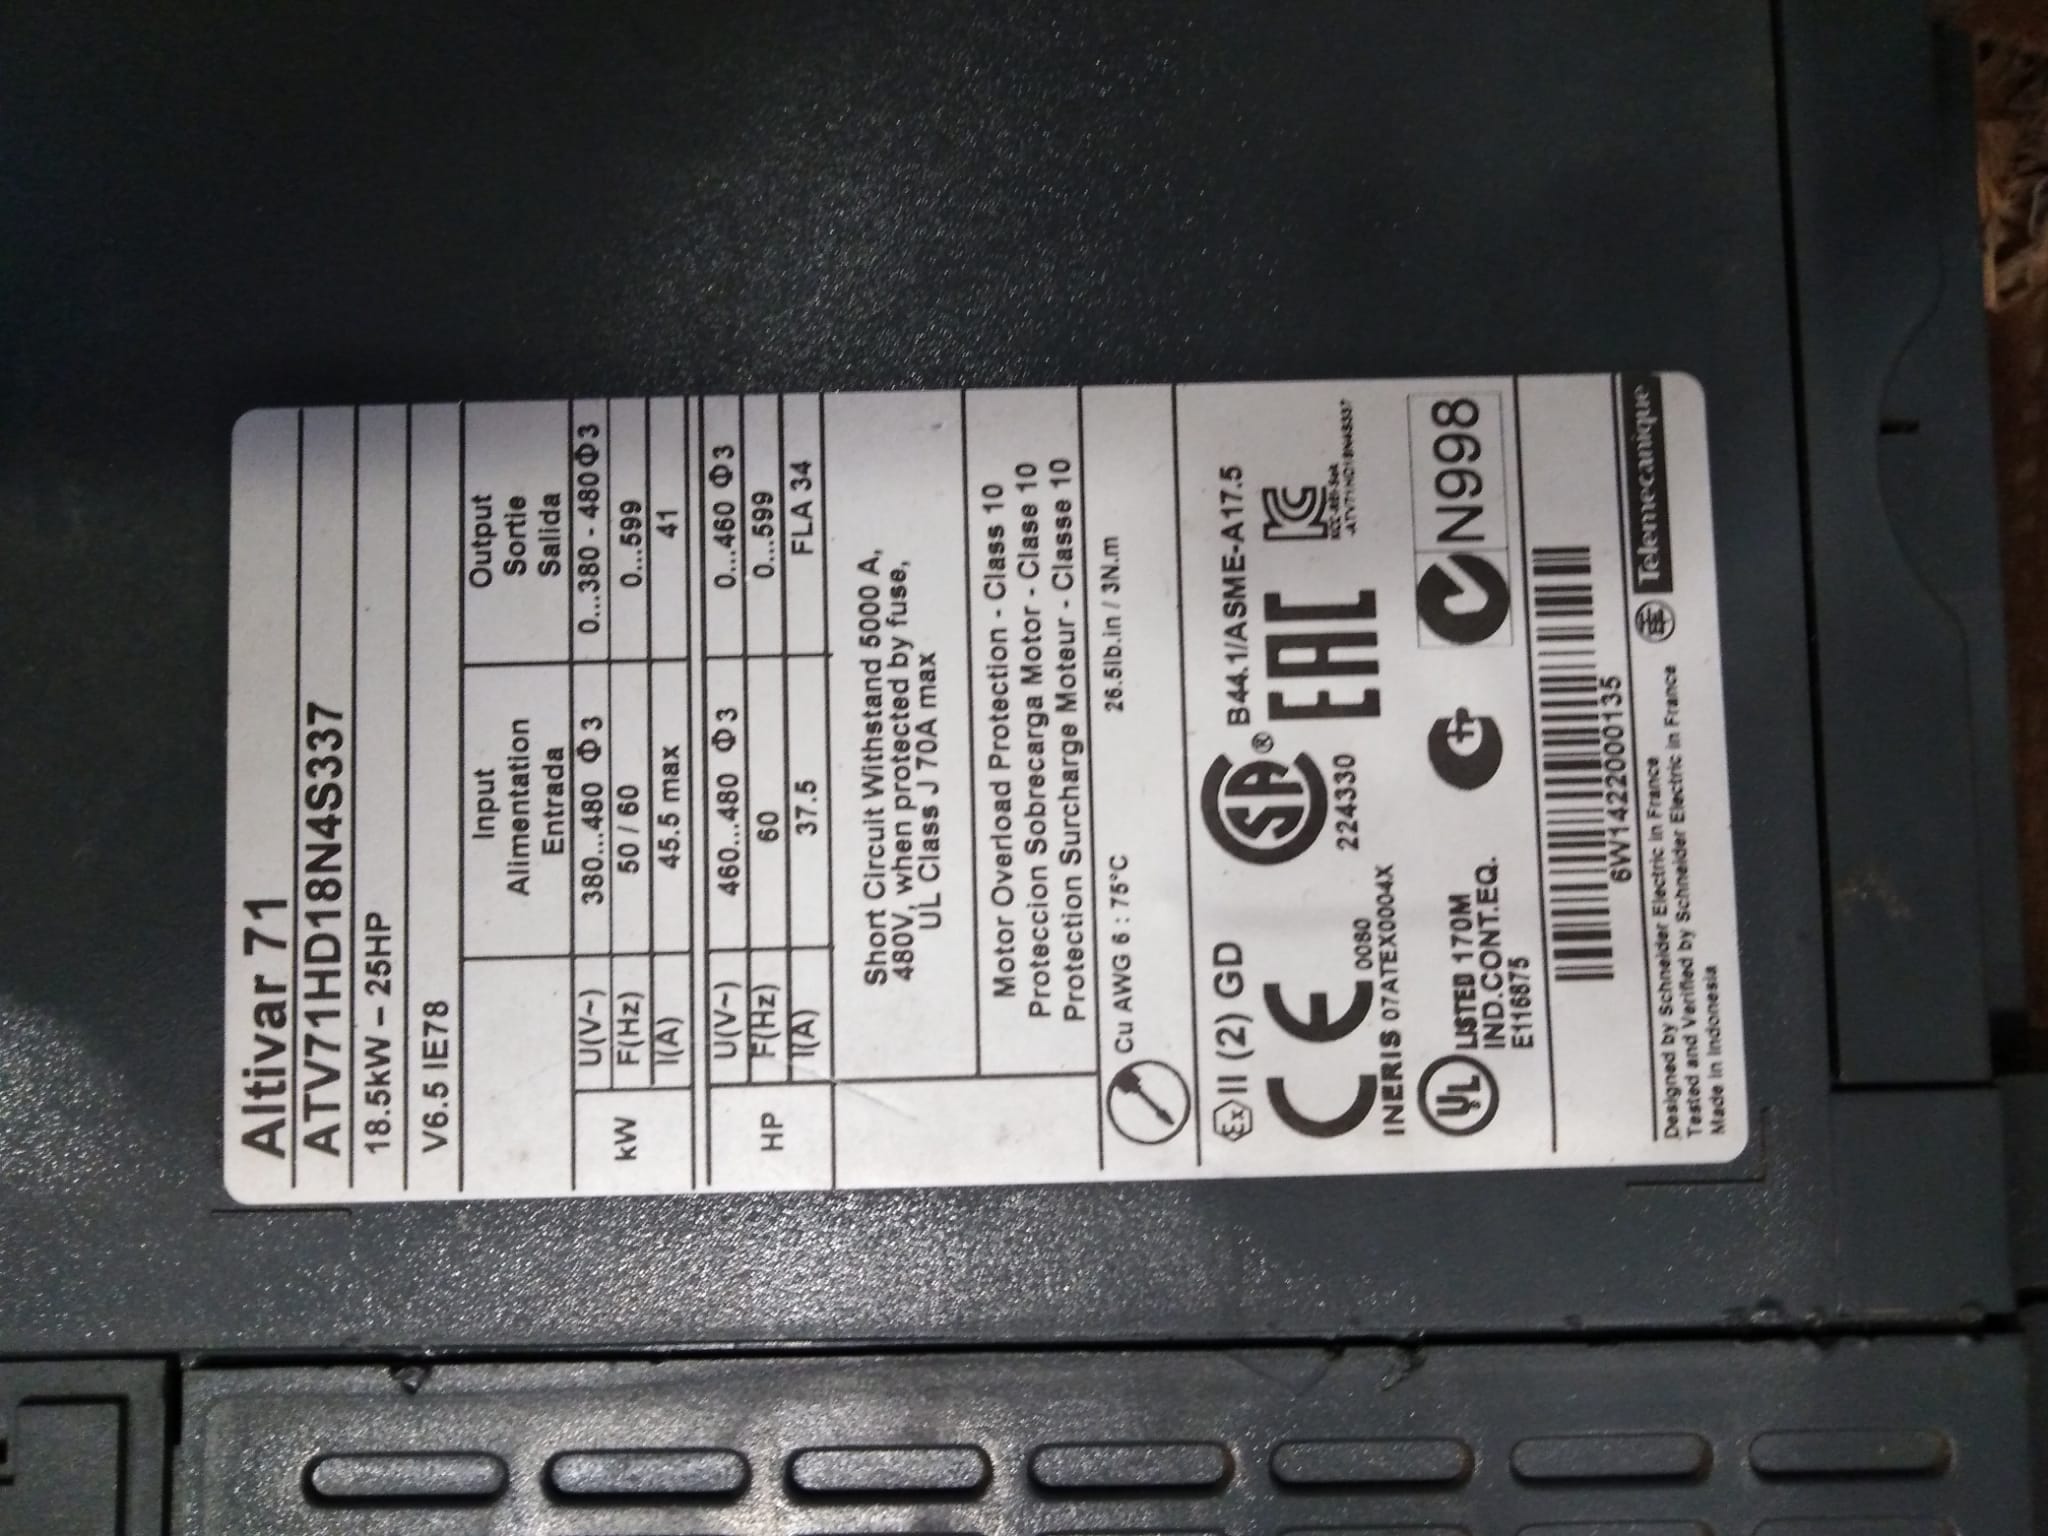 Altivar 71
ATV71HD18N4S337
18.5kW – 25HP
V6.5 IE78
Input Output
Alimentation Sortie
Entrada Salida
kW U(V~) 380...480 Φ3 0...380 - 480Φ3
F(Hz) 50 / 60 0...599
I(A) 45.5 max 41
HP U(V~) 460...480 Φ3 0...460 Φ3
F(Hz) 60 0...599
I(A) 37.5 FLA 34
Short Circuit Withstand 5000 A,
480V, when protected by fuse,
UL Class J 70A max
Motor Overload Protection - Class 10
Proteccion Sobrecarga Motor - Clase 10
Protection Surcharge Moteur - Classe 10
Cu AWG 6 : 75°C 26.5lb.in / 3N.m
Ex II (2) GD SA ® B44.1/ASME-A17.5
CE 0080 2224330 EAC
INERIS 07ATEX0004X
UL LISTED 170M N998
IND.CONT.EQ.
E116875
6W1422000135
Designed by Schneider Electric in France
Tested and Verified by Schneider Electric in France
Made in Indonesia
Telemecanique